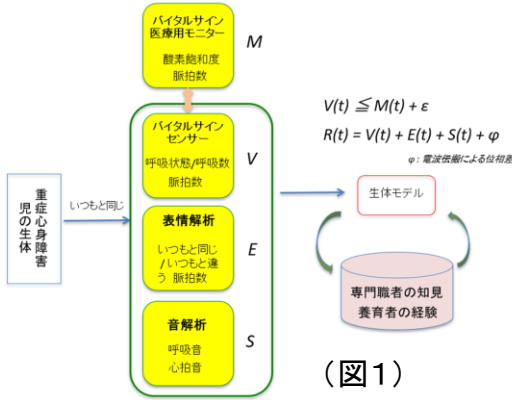 バイタルサイン
医療用モニター
酸素飽和度
脈拍数
M
バイタルサイン
センサー
呼吸状態/呼吸数
脈拍数
V
表情解析
いつもと同じ
/いつもと違
う 脈拍数
E
音解析
呼吸音
心拍音
S
重症心身障害
児の生体
いつもと同じ
V(t) ≦ M(t) + ε
R(t) = V(t) + E(t) + S(t) + φ
φ : 電波伝搬による位相差
生体モデル
専門職者の知見
養育者の経験
(図1)